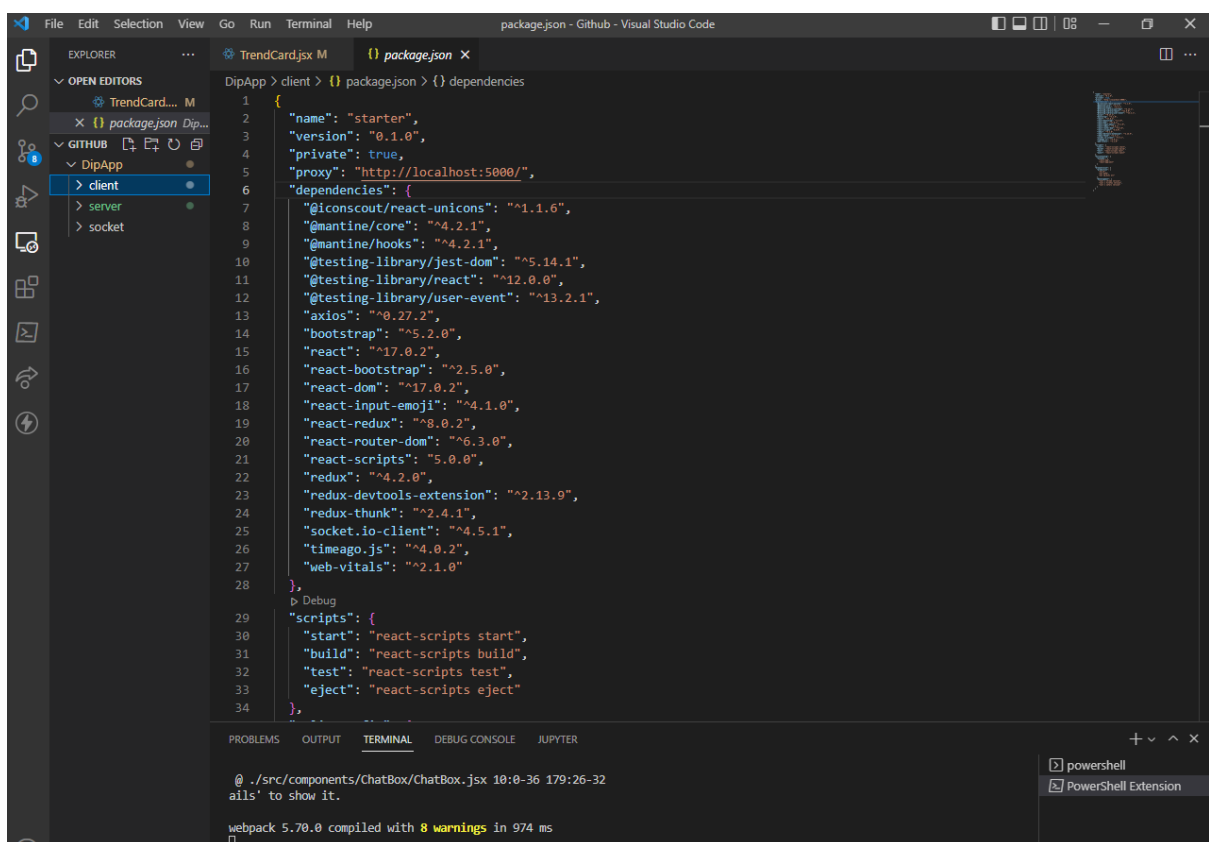 File Edit Selection View Go Run Terminal Help package.json - Github - Visual Studio Code
EXPLORER
OPEN EDITORS
TrendCard.... M
{} package.json Dip...
GITHUB
DipApp
client
server
socket
8
TrendCard.jsx M {} package.json
DipApp > client > {} package.json > {} dependencies
1 {
2 "name": "starter",
3 "version": "0.1.0",
4 "private": true,
5 "proxy": "http://localhost:5000/",
6 "dependencies": {
7 "@iconscout/react-unicons": "^1.1.6",
8 "@mantine/core": "^4.2.1",
9 "@mantine/hooks": "^4.2.1",
10 "@testing-library/jest-dom": "^5.14.1",
11 "@testing-library/react": "^12.0.0",
12 "@testing-library/user-event": "^13.2.1",
13 "axios": "^0.27.2",
14 "bootstrap": "^5.2.0",
15 "react": "^17.0.2",
16 "react-bootstrap": "^2.5.0",
17 "react-dom": "^17.0.2",
18 "react-input-emoji": "^4.1.0",
19 "react-redux": "^8.0.2",
20 "react-router-dom": "^6.3.0",
21 "react-scripts": "5.0.0",
22 "redux": "^4.2.0",
23 "redux-devtools-extension": "^2.13.9",
24 "redux-thunk": "^2.4.1",
25 "socket.io-client": "^4.5.1",
26 "timeago.js": "^4.0.2",
27 "web-vitals": "^2.1.0"
28 },
Debug
29 "scripts": {
30 "start": "react-scripts start",
31 "build": "react-scripts build",
32 "test": "react-scripts test",
33 "eject": "react-scripts eject"
34 },
PROBLEMS OUTPUT TERMINAL DEBUG CONSOLE JUPYTER
@ ./src/components/ChatBox/ChatBox.jsx 10:0-36 179:26-32
ails' to show it.
webpack 5.70.0 compiled with 8 warnings in 974 ms
powershell
PowerShell Extension